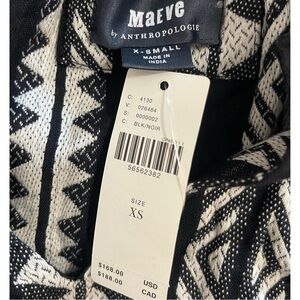 Maeve
by ANTHROPOLOGIE
X-SMALL
MADE IN
INDIA
C: 4130
V: 026484
S: 0000002
C: BLK/NOIR
56562382
SIZE
XS
$168.00 USD
$188.00 CAD